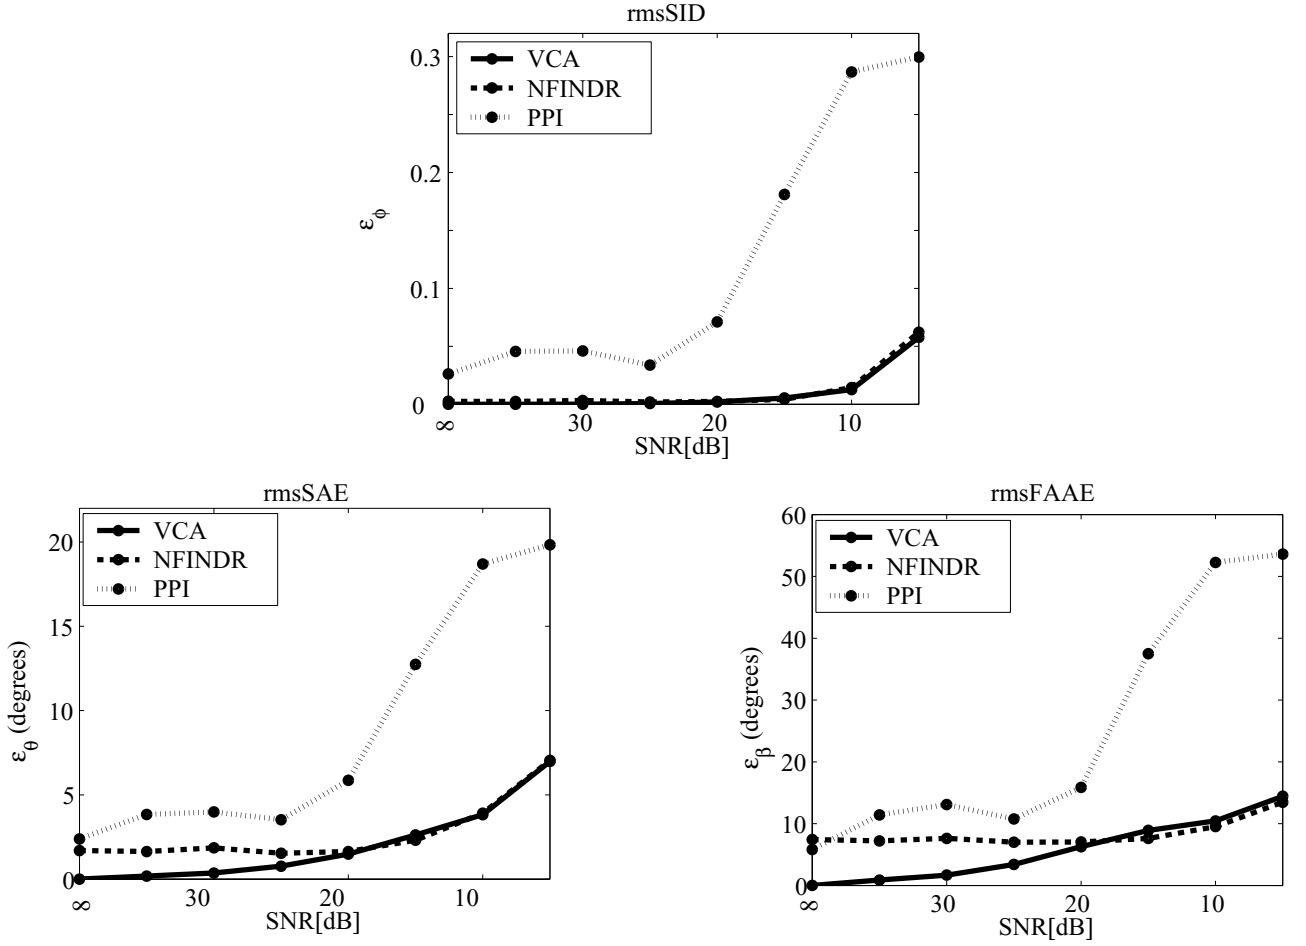 rmsSID
VCA
NFINDR
PPI
0.3
0.2
0.1
0
ε_φ
∞
30
20
10
SNR[dB]
rmsSAE
VCA
NFINDR
PPI
20
15
10
5
0
ε_θ (degrees)
∞
30
20
10
SNR[dB]
rmsFAAE
VCA
NFINDR
PPI
60
50
40
30
20
10
0
ε_β (degrees)
∞
30
20
10
SNR[dB]